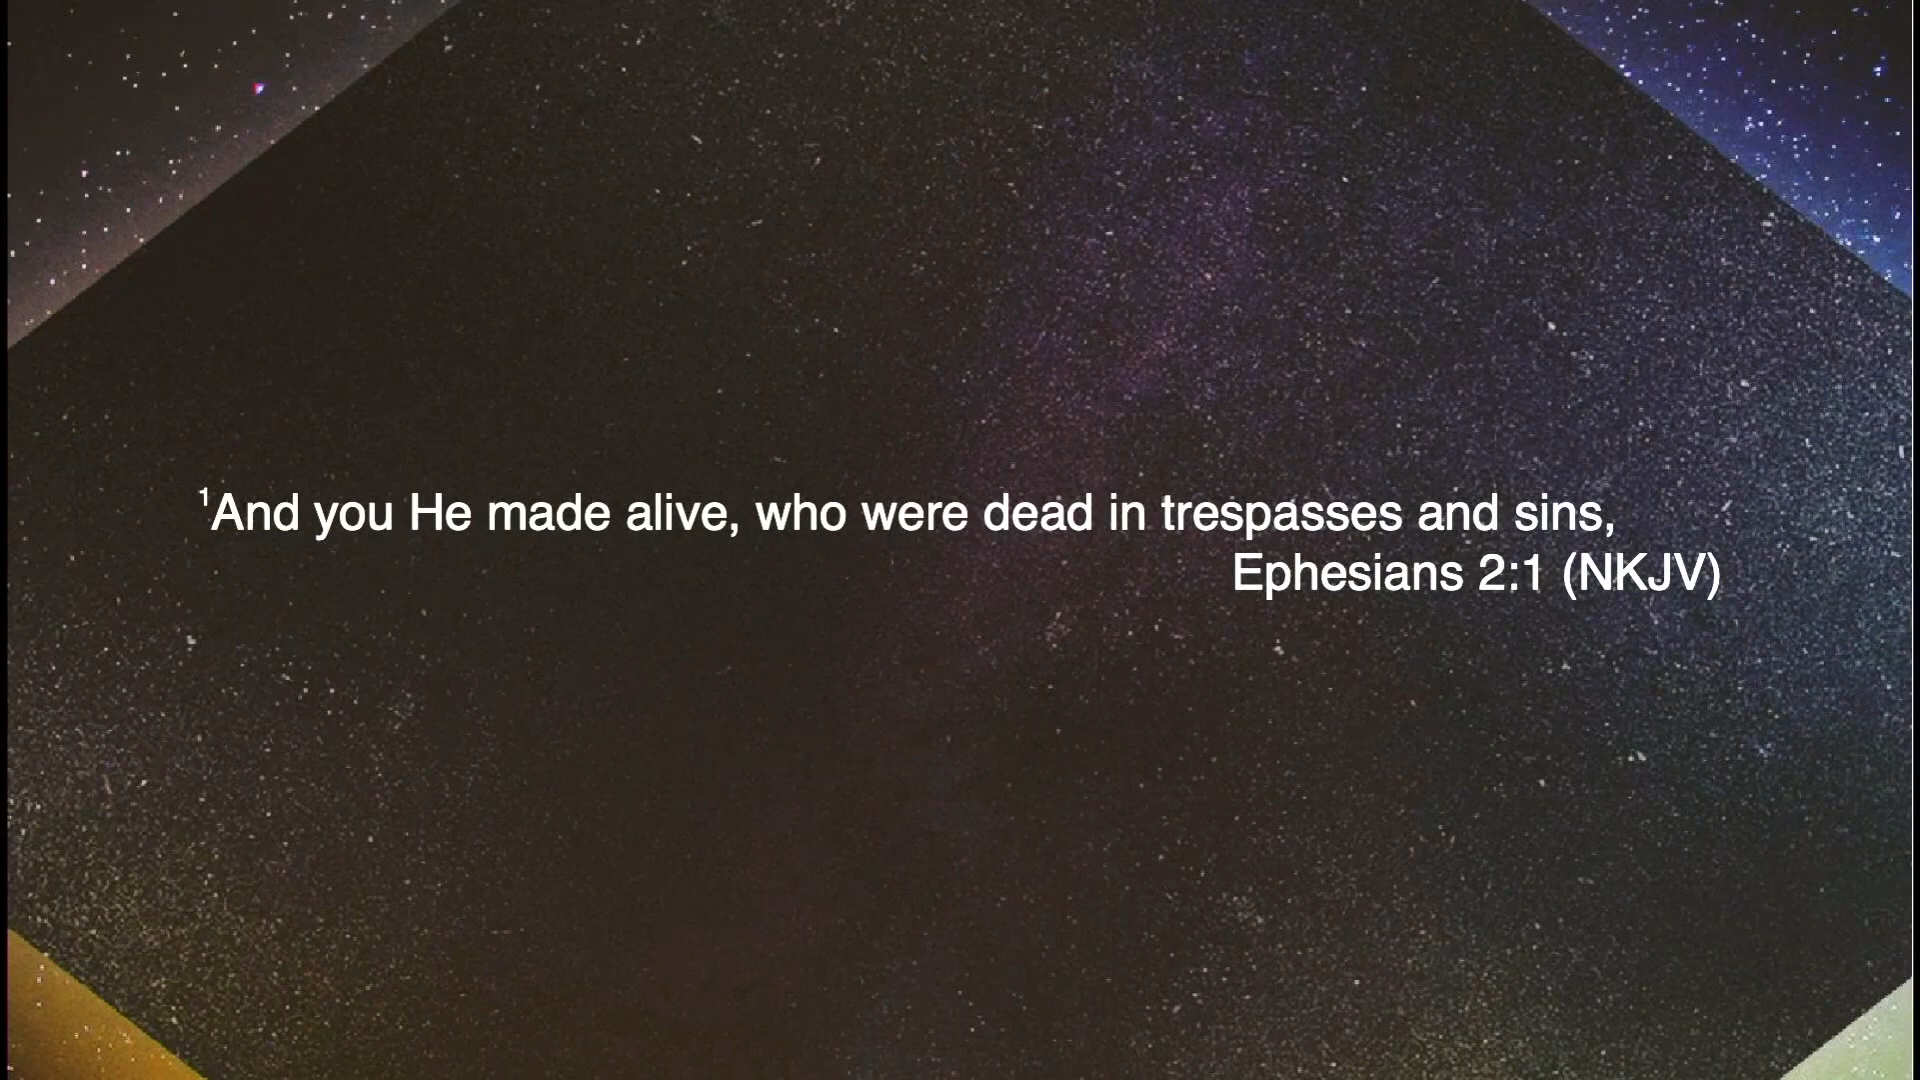 ¹And you He made alive, who were dead in trespasses and sins,
Ephesians 2:1 (NKJV)